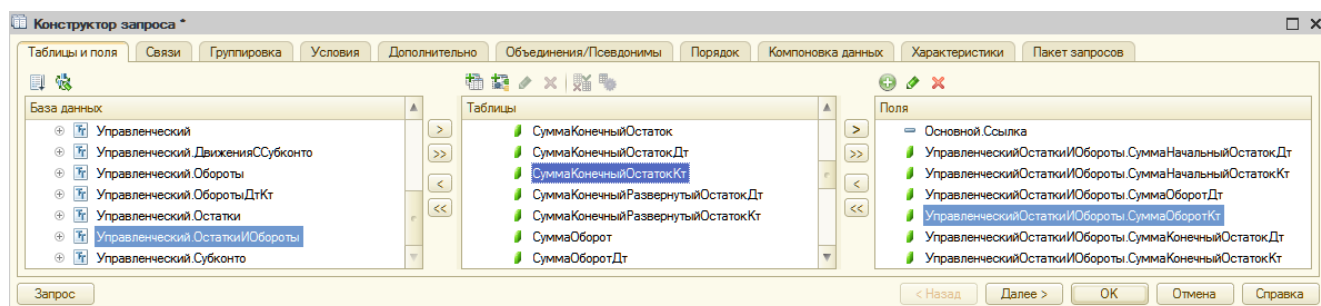 Конструктор запроса *
Таблицы и поля Связи Группировка Условия Дополнительно Объединения/Псевдонимы Порядок Компоновка данных Характеристики Пакет запросов
База данных
Управленческий
Управленческий.ДвиженияССубконто
Управленческий.Обороты
Управленческий.ОборотыДтКт
Управленческий.Остатки
Управленческий.ОстаткиИОбороты
Управленческий.Субконто
Таблицы
СуммаКонечныйОстаток
СуммаКонечныйОстатокДт
СуммаКонечныйОстатокКт
СуммаКонечныйРазвернутыйОстатокДт
СуммаКонечныйРазвернутыйОстатокКт
СуммаОборот
СуммаОборотДт
>
>>
<
<<
Поля
Основной.Ссылка
УправленческийОстаткиИОбороты.СуммаНачальныйОстатокДт
УправленческийОстаткиИОбороты.СуммаНачальныйОстатокКт
УправленческийОстаткиИОбороты.СуммаОборотДт
УправленческийОстаткиИОбороты.СуммаОборотКт
УправленческийОстаткиИОбороты.СуммаКонечныйОстатокДт
УправленческийОстаткиИОбороты.СуммаКонечныйОстатокКт
>
>>
<
<<
Запрос < Назад Далее > ОК Отмена Справка